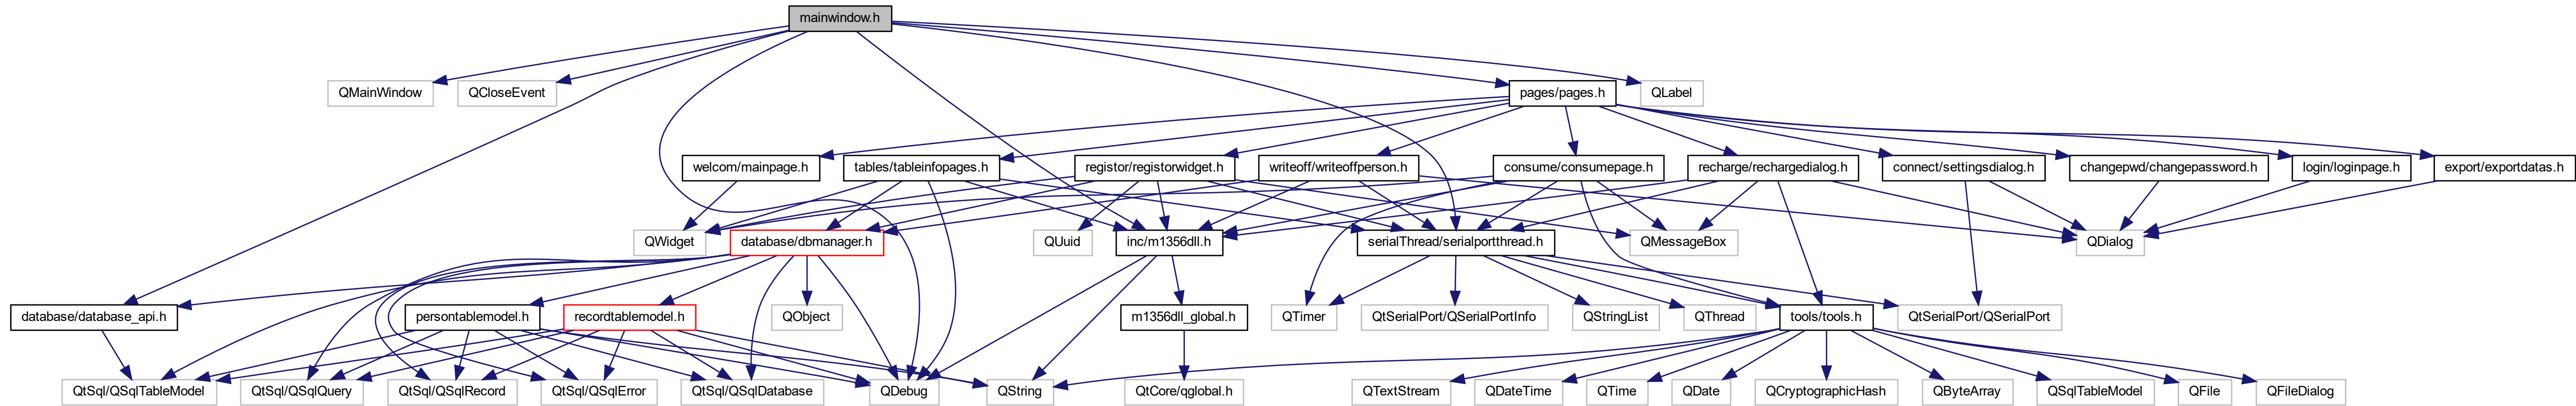 mainwindow.h
QMainWindow
QCloseEvent
pages/pages.h
QLabel
welcom/mainpage.h
tables/tableinfopages.h
registor/registorwidget.h
writeoff/writeoffperson.h
consume/consumepage.h
recharge/rechargedialog.h
connect/settingsdialog.h
changepwd/changepassword.h
login/loginpage.h
export/exportdatas.h
QWidget
database/dbmanager.h
QUuid
inc/m1356dll.h
serialThread/serialportthread.h
QMessageBox
QDialog
database/database_api.h
persontablemodel.h
recordtablemodel.h
QObject
m1356dll_global.h
QTimer
QtSerialPort/QSerialPortInfo
QStringList
QThread
tools/tools.h
QtSerialPort/QSerialPort
QtSql/QSqlTableModel
QtSql/QSqlQuery
QtSql/QSqlRecord
QtSql/QSqlError
QtSql/QSqlDatabase
QDebug
QString
QtCore/qglobal.h
QTextStream
QDateTime
QTime
QDate
QCryptographicHash
QByteArray
QSqlTableModel
QFile
QFileDialog